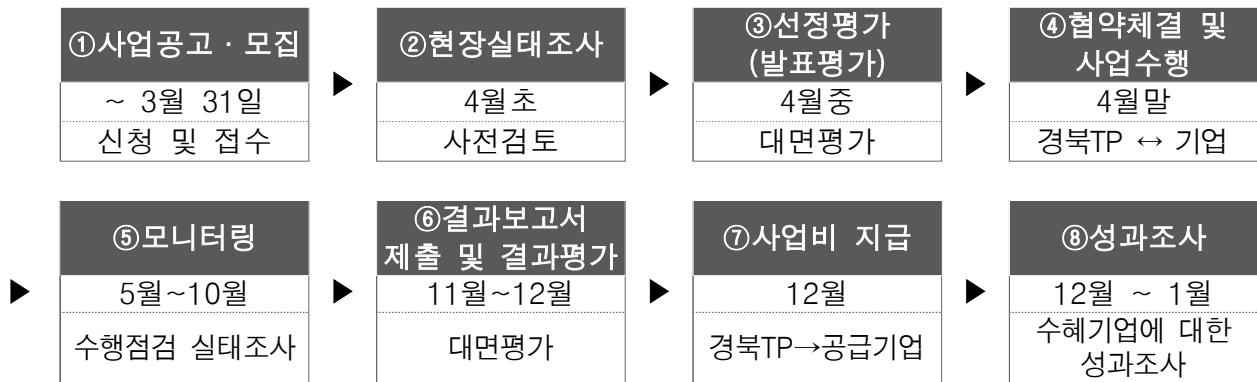 ①사업공고 · 모집
~ 3월 31일
신청 및 접수
▶
②현장실태조사
4월초
사전검토
▶
③선정평가
(발표평가)
4월중
대면평가
▶
④협약체결 및
사업수행
4월말
경북TP ↔ 기업
▶
⑤모니터링
5월~10월
수행점검 실태조사
▶
⑥결과보고서
제출 및 결과평가
11월~12월
대면평가
▶
⑦사업비 지급
12월
경북TP→공급기업
▶
⑧성과조사
12월 ~ 1월
수혜기업에 대한
성과조사